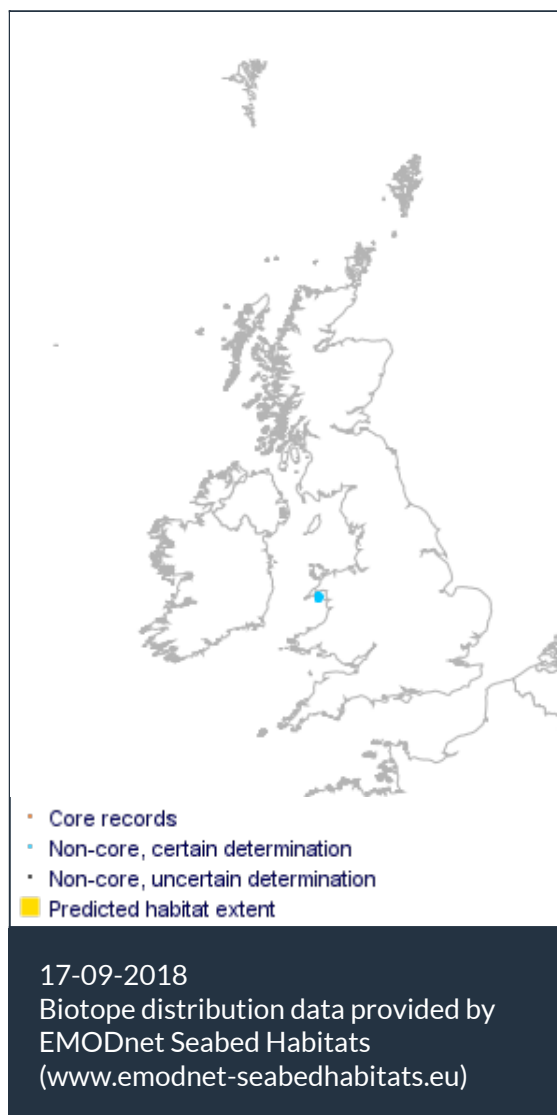 Core records
Non-core, certain determination
Non-core, uncertain determination
Predicted habitat extent
17-09-2018
Biotope distribution data provided by
EMODnet Seabed Habitats
(www.emodnet-seabedhabitats.eu)